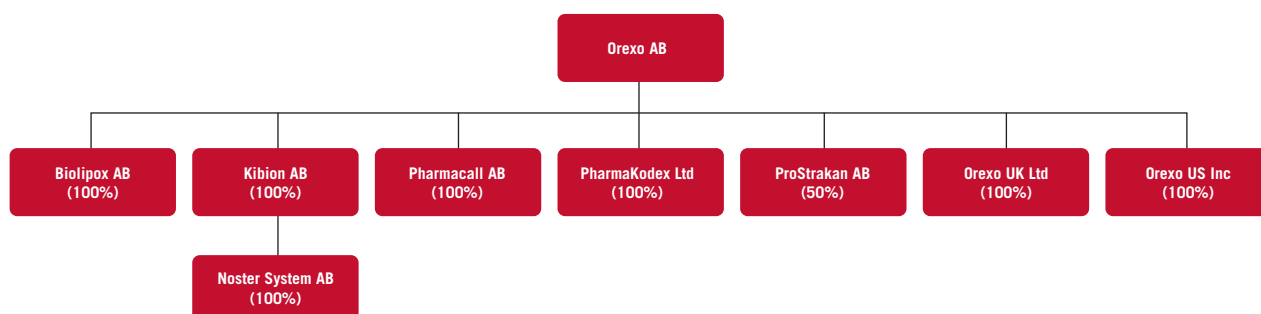 Orexo AB
Biolipox AB
(100%)
Kibion AB
(100%)
Pharmacall AB
(100%)
PharmaKodex Ltd
(100%)
ProStrakan AB
(50%)
Orexo UK Ltd
(100%)
Orexo US Inc
(100%)
Noster System AB
(100%)